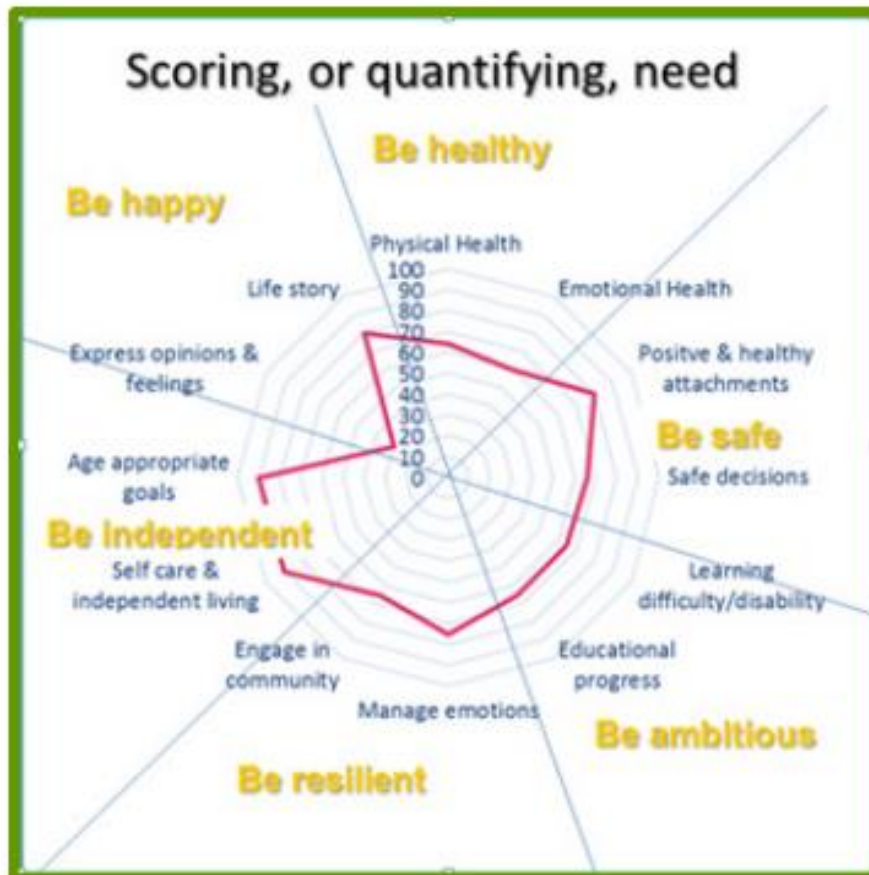 Scoring, or quantifying, need
Be healthy
Be happy
Physical Health
100
90
80
70
60
50
40
30
20
10
0
Life story
Emotional Health
Express opinions &
feelings
Positve & healthy
attachments
Be safe
Age appropriate
goals
Safe decisions
Be independent
Self care &
independent living
Learning
difficulty/disability
Engage in
community
Educational
progress
Manage emotions
Be ambitious
Be resilient